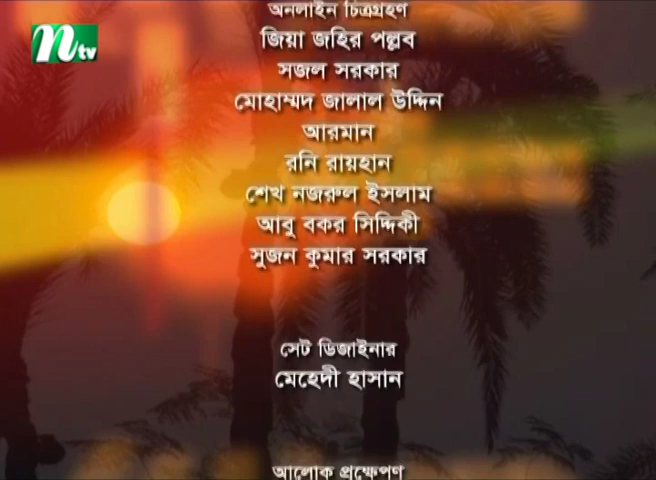 অনলাইন চিত্রগ্রহণ
ntv
জিয়া জহির পল্লব
সজল সরকার
মোহাম্মদ জালাল উদ্দিন
আরমান
রনি রায়হান
শেখ নজরুল ইসলাম
আবু বকর সিদ্দিকী
সুজন কুমার সরকার
সেট ডিজাইনার
মেহেদী হাসান
আলোক প্রক্ষেপণ